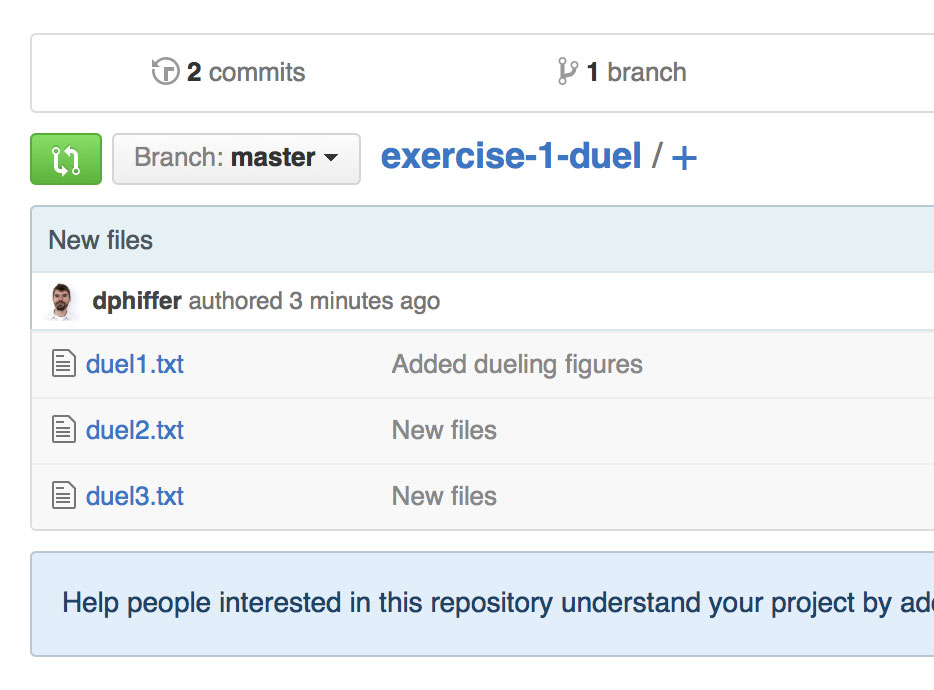 2 commits 1 branch
Branch: master exercise-1-duel / +
New files
dphiffer authored 3 minutes ago
duel1.txt Added dueling figures
duel2.txt New files
duel3.txt New files
Help people interested in this repository understand your project by